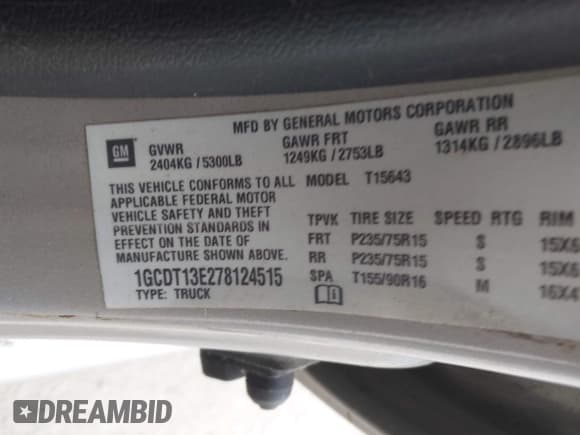 MFD BY GENERAL MOTORS CORPORATION
GM
GVWR GAWR FRT GAWR RR
2404KG / 5300LB 1249KG / 2753LB 1314KG / 2896LB
THIS VEHICLE CONFORMS TO ALL MODEL T15643
APPLICABLE FEDERAL MOTOR
VEHICLE SAFETY AND THEFT
PREVENTION STANDARDS IN
EFFECT ON THE DATE OF
MANUFACTURE SHOWN ABOVE.
1GCDT13E278124515
TYPE: TRUCK
TPVK TIRE SIZE SPEED RTG RIM
FRT P235/75R15 S 15X6
RR P235/75R15 S 15X6
SPA T155/90R16 M 16X4
DREAMBID